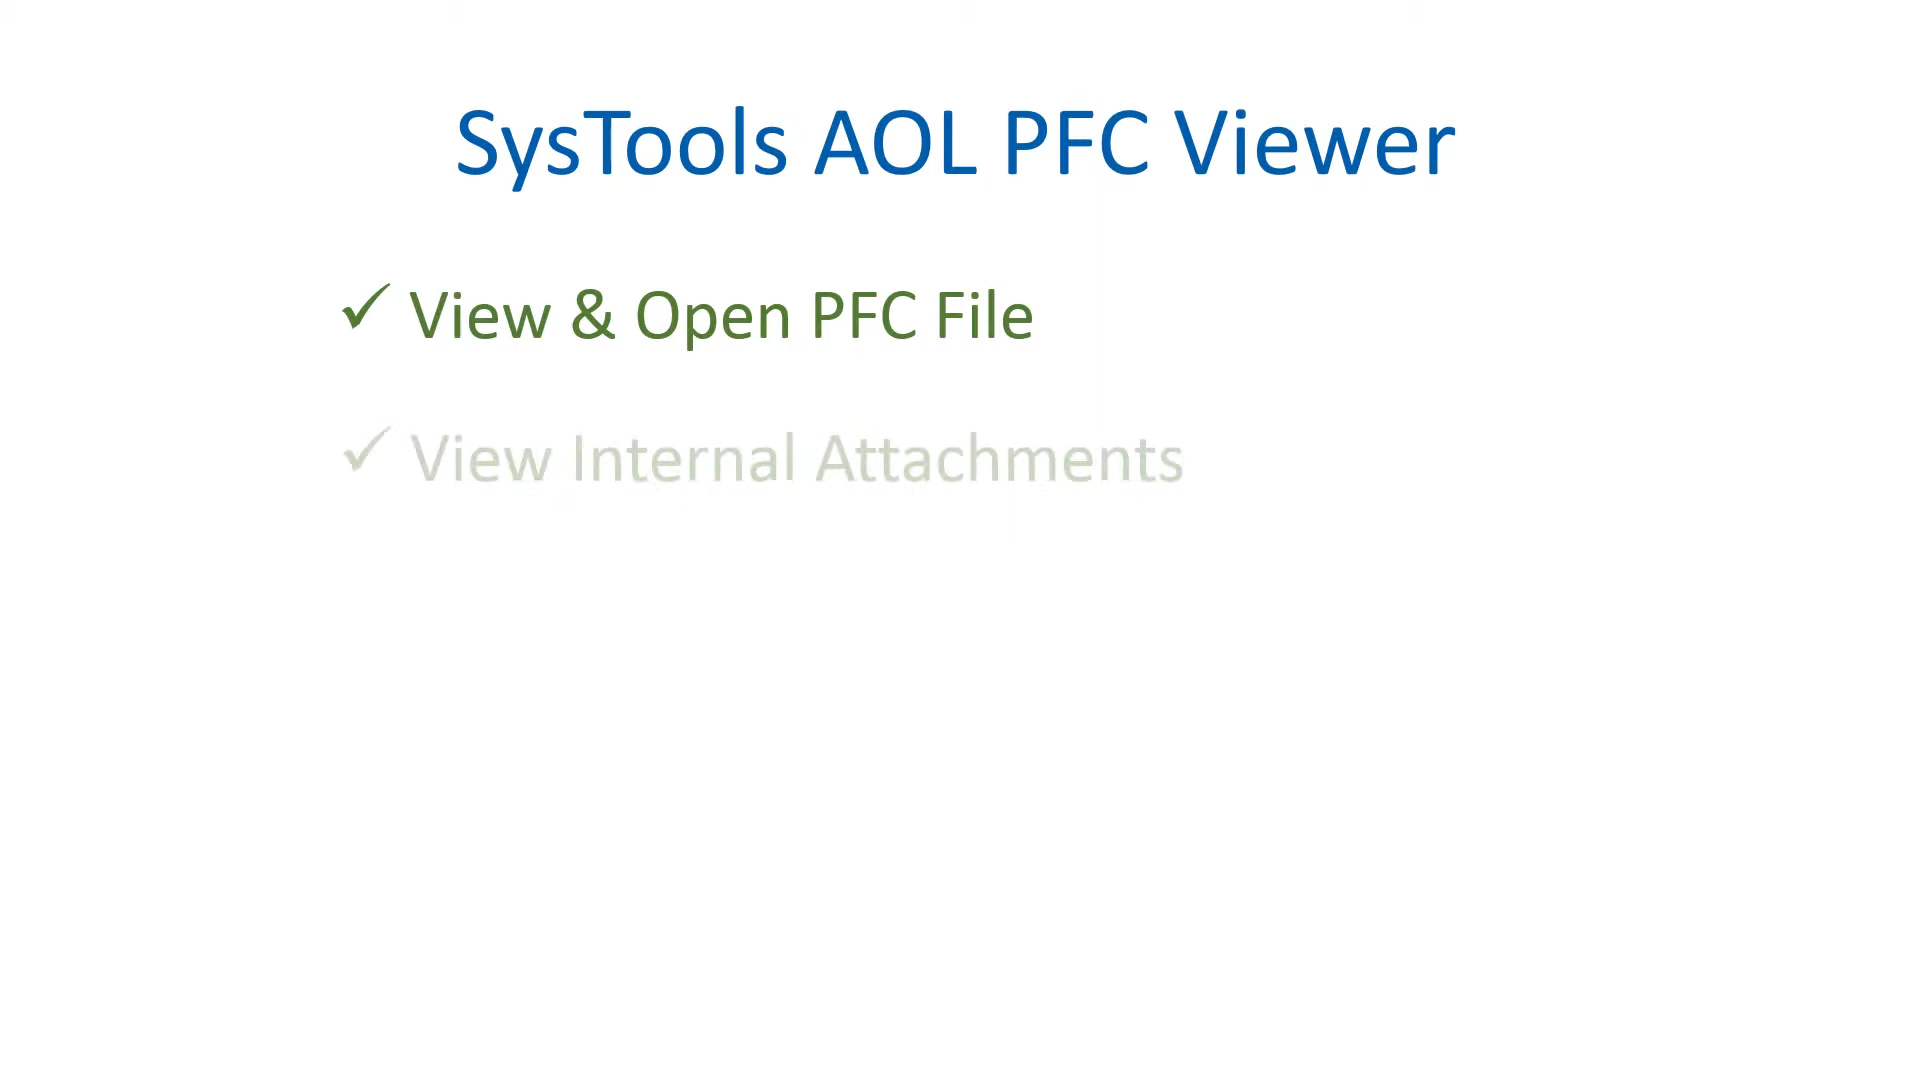 SysTools AOL PFC Viewer
✓ View & Open PFC File
✓ View Internal Attachments